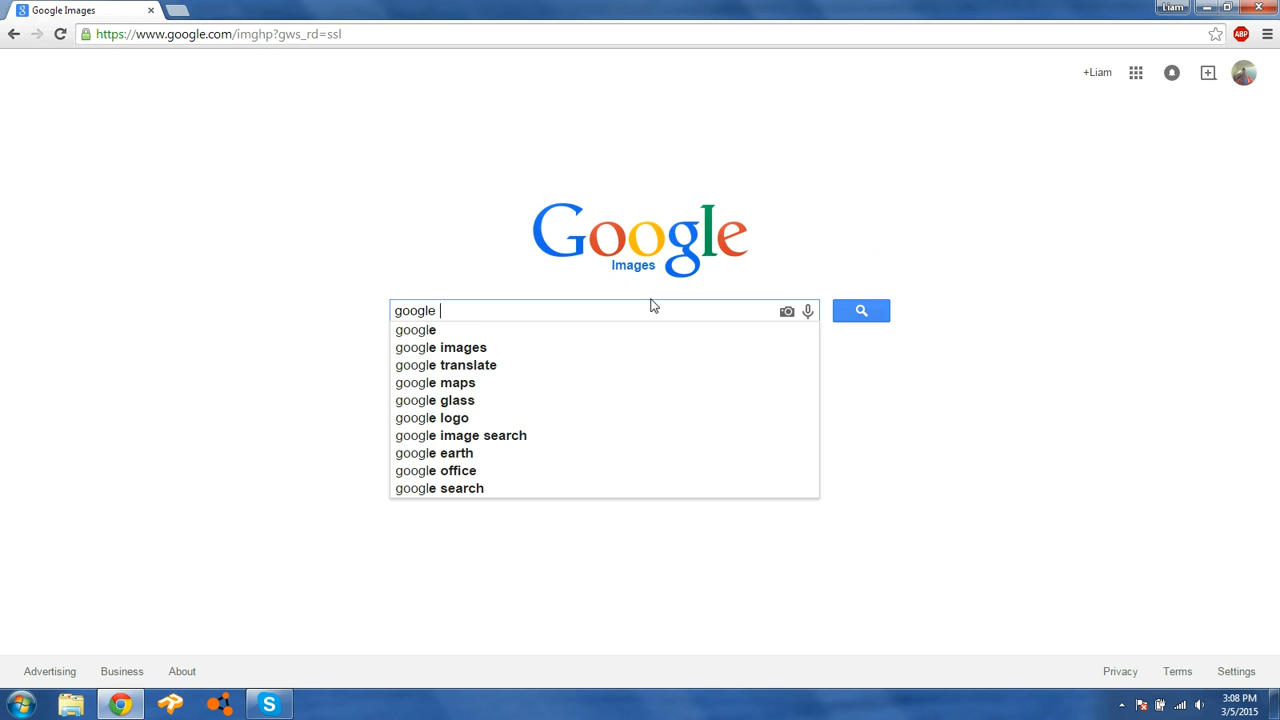 Google Images
Liam
https://www.google.com/imghp?gws_rd=ssl
ABP
+Liam
Google
Images
google
google
google images
google translate
google maps
google glass
google logo
google image search
google earth
google office
google search
Advertising Business About
Privacy Terms Settings
3:08 PM
3/5/2015